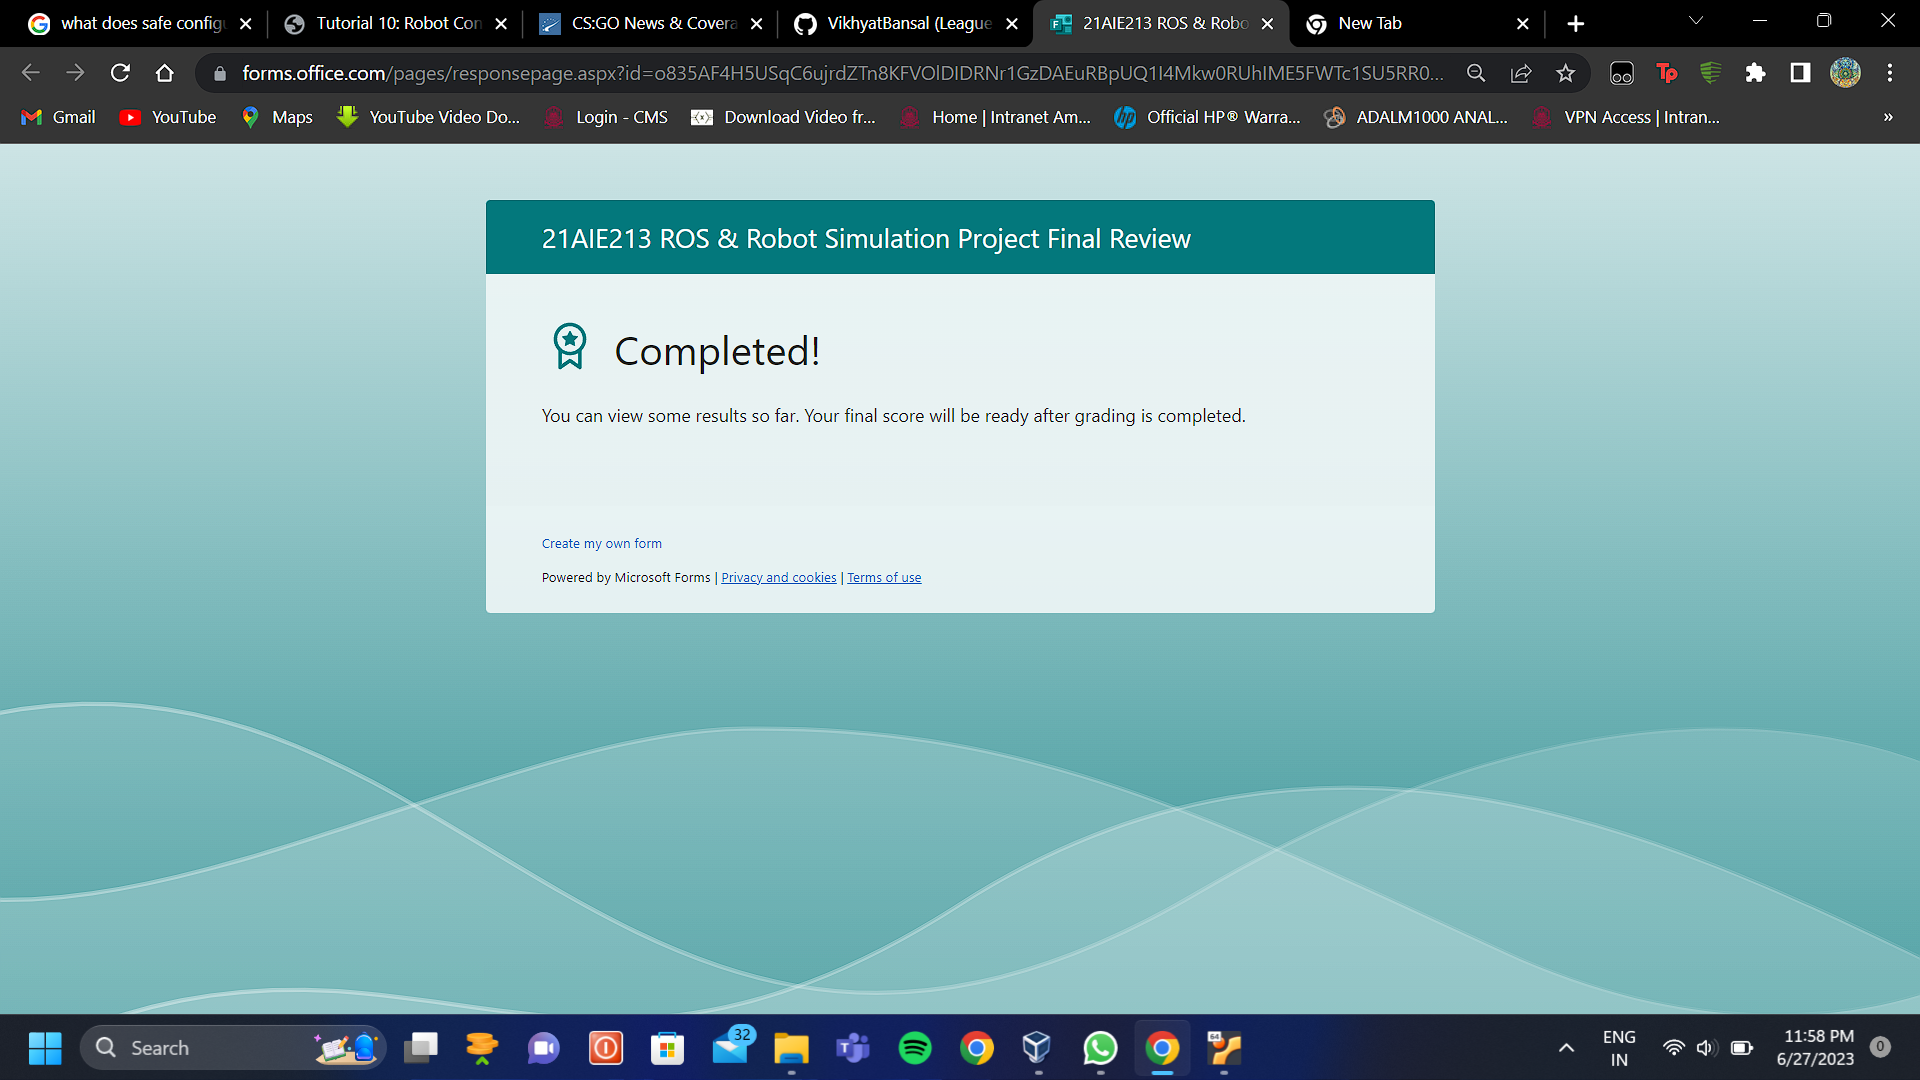 what does safe config
Tutorial 10: Robot Con
CS:GO News & Covera
VikhyatBansal (League
21AIE213 ROS & Robo
New Tab
forms.office.com/pages/responsepage.aspx?id=o835AF4H5USqC6ujrdZTn8KFVOlDIDRNr1GzDAEuRBpUQ1I4Mkw0RUhIME5FWTc1SU5RR0...
Gmail
YouTube
Maps
YouTube Video Do...
Login - CMS
Download Video fr...
Home | Intranet Am...
Official HP® Warra...
ADALM1000 ANAL...
VPN Access | Intran...
»
21AIE213 ROS & Robot Simulation Project Final Review
Completed!
You can view some results so far. Your final score will be ready after grading is completed.
Create my own form
Powered by Microsoft Forms | Privacy and cookies | Terms of use
Search
32
64
ENG
IN
11:58 PM
6/27/2023
0